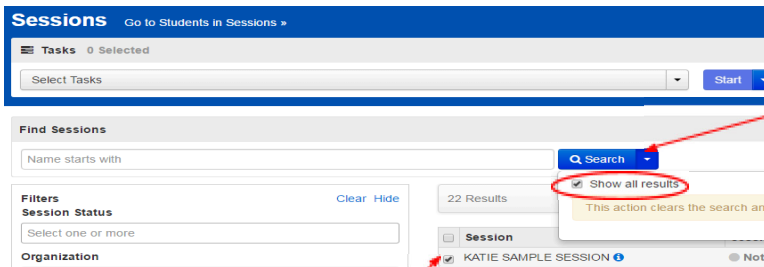 Sessions Go to Students in Sessions »
Tasks 0 Selected
Select Tasks
Start
Find Sessions
Name starts with
Search
Show all results
This action clears the search an
Filters
Clear Hide
Session Status
Select one or more
Organization
22 Results
Session
KATIE SAMPLE SESSION
Not